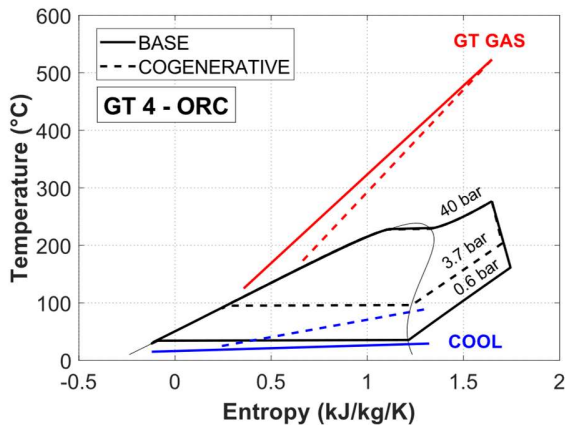 600
500
400
300
200
100
0
-0.5
0
0.5
1
1.5
2
Temperature (°C)
Entropy (kJ/kg/K)
BASE
COGENERATIVE
GT 4 - ORC
GT GAS
40 bar
3.7 bar
0.6 bar
COOL